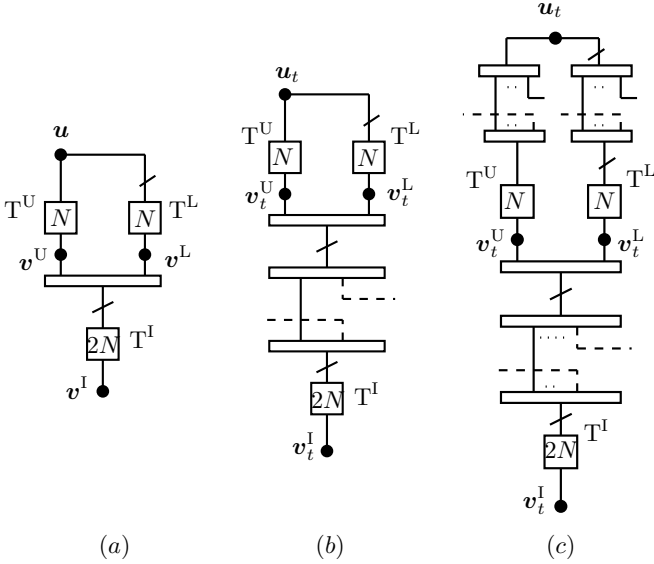 u
T^U N N T^L
v^U v^L
2N T^I
v^I
(a)
u_t
T^U N N T^L
v_t^U v_t^L
2N T^I
v_t^I
(b)
u_t
T^U N N T^L
v_t^U v_t^L
2N T^I
v_t^I
(c)